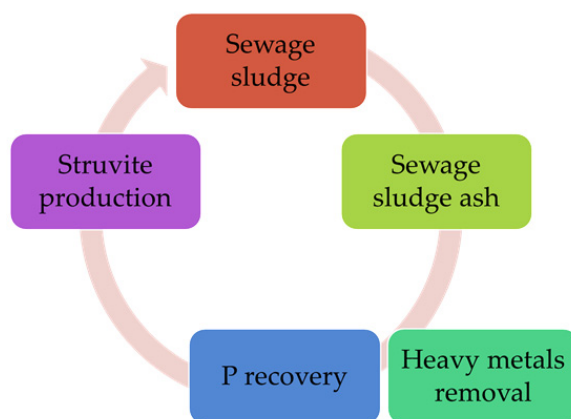 Sewage
sludge
Struvite
production
Sewage
sludge ash
P recovery
Heavy metals
removal